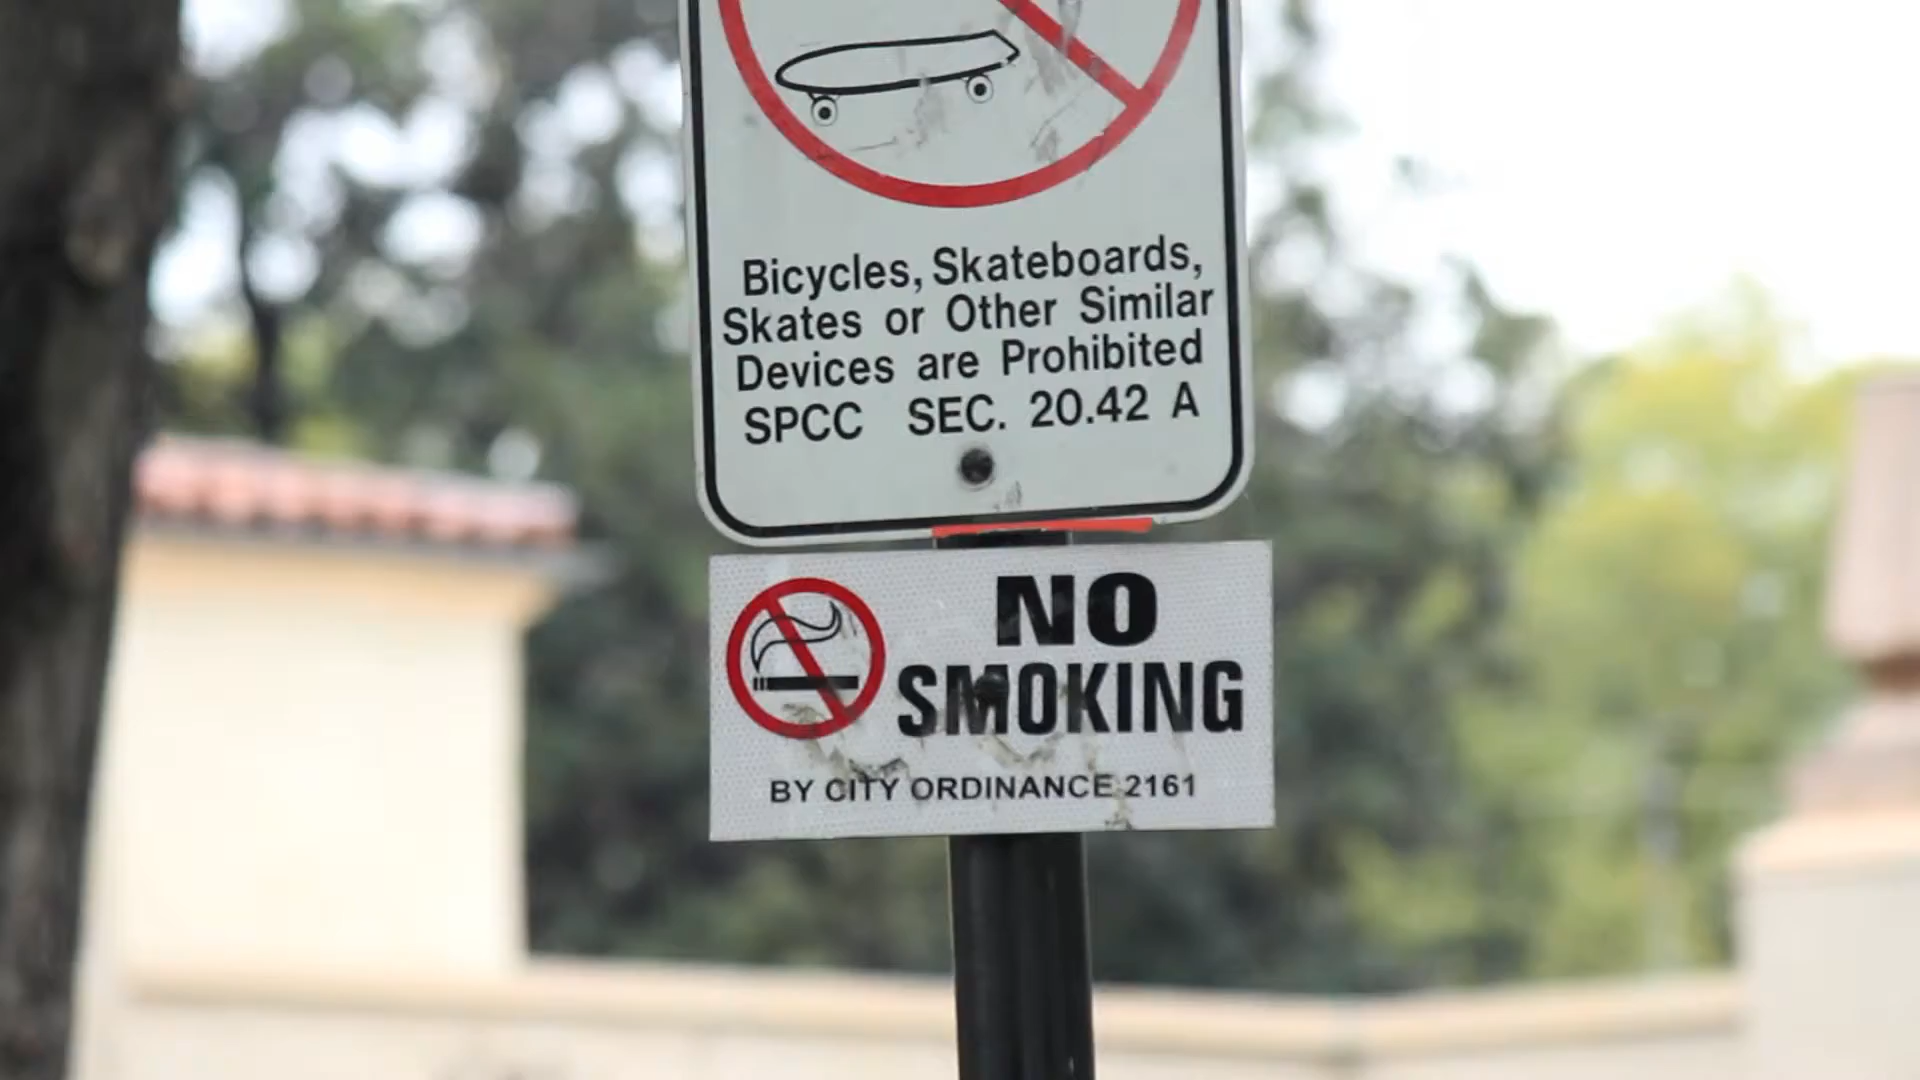 Bicycles, Skateboards,
Skates or Other Similar
Devices are Prohibited
SPCC SEC. 20.42 A
NO
SMOKING
BY CITY ORDINANCE 2161